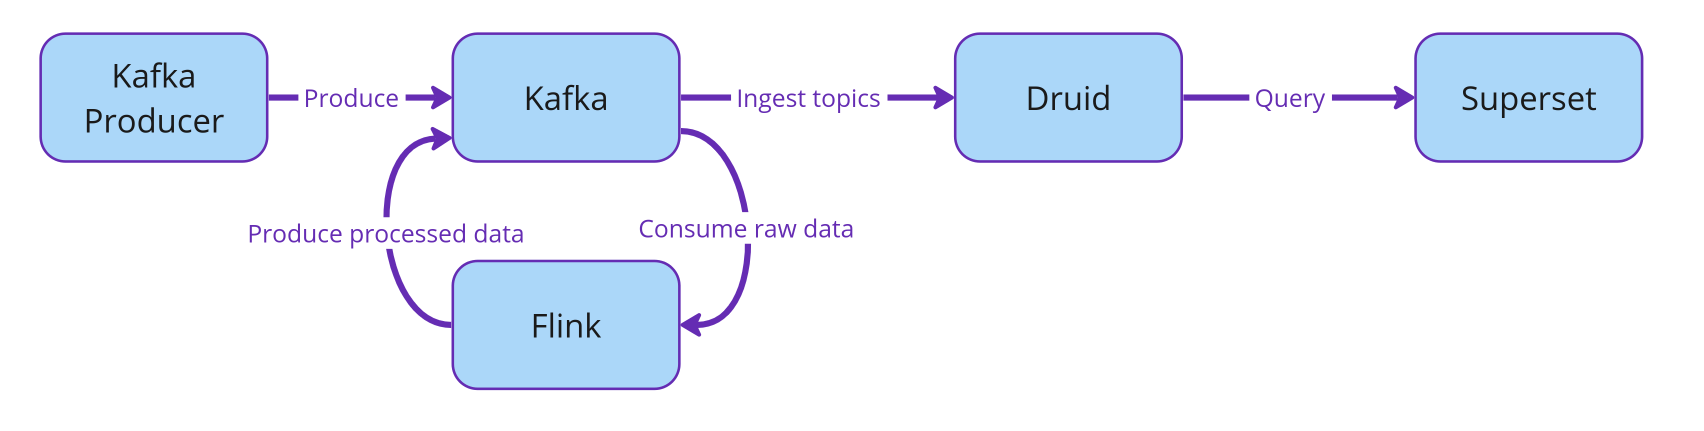 Kafka
Producer
Produce
Kafka
Ingest topics
Druid
Query
Superset
Produce processed data
Consume raw data
Flink